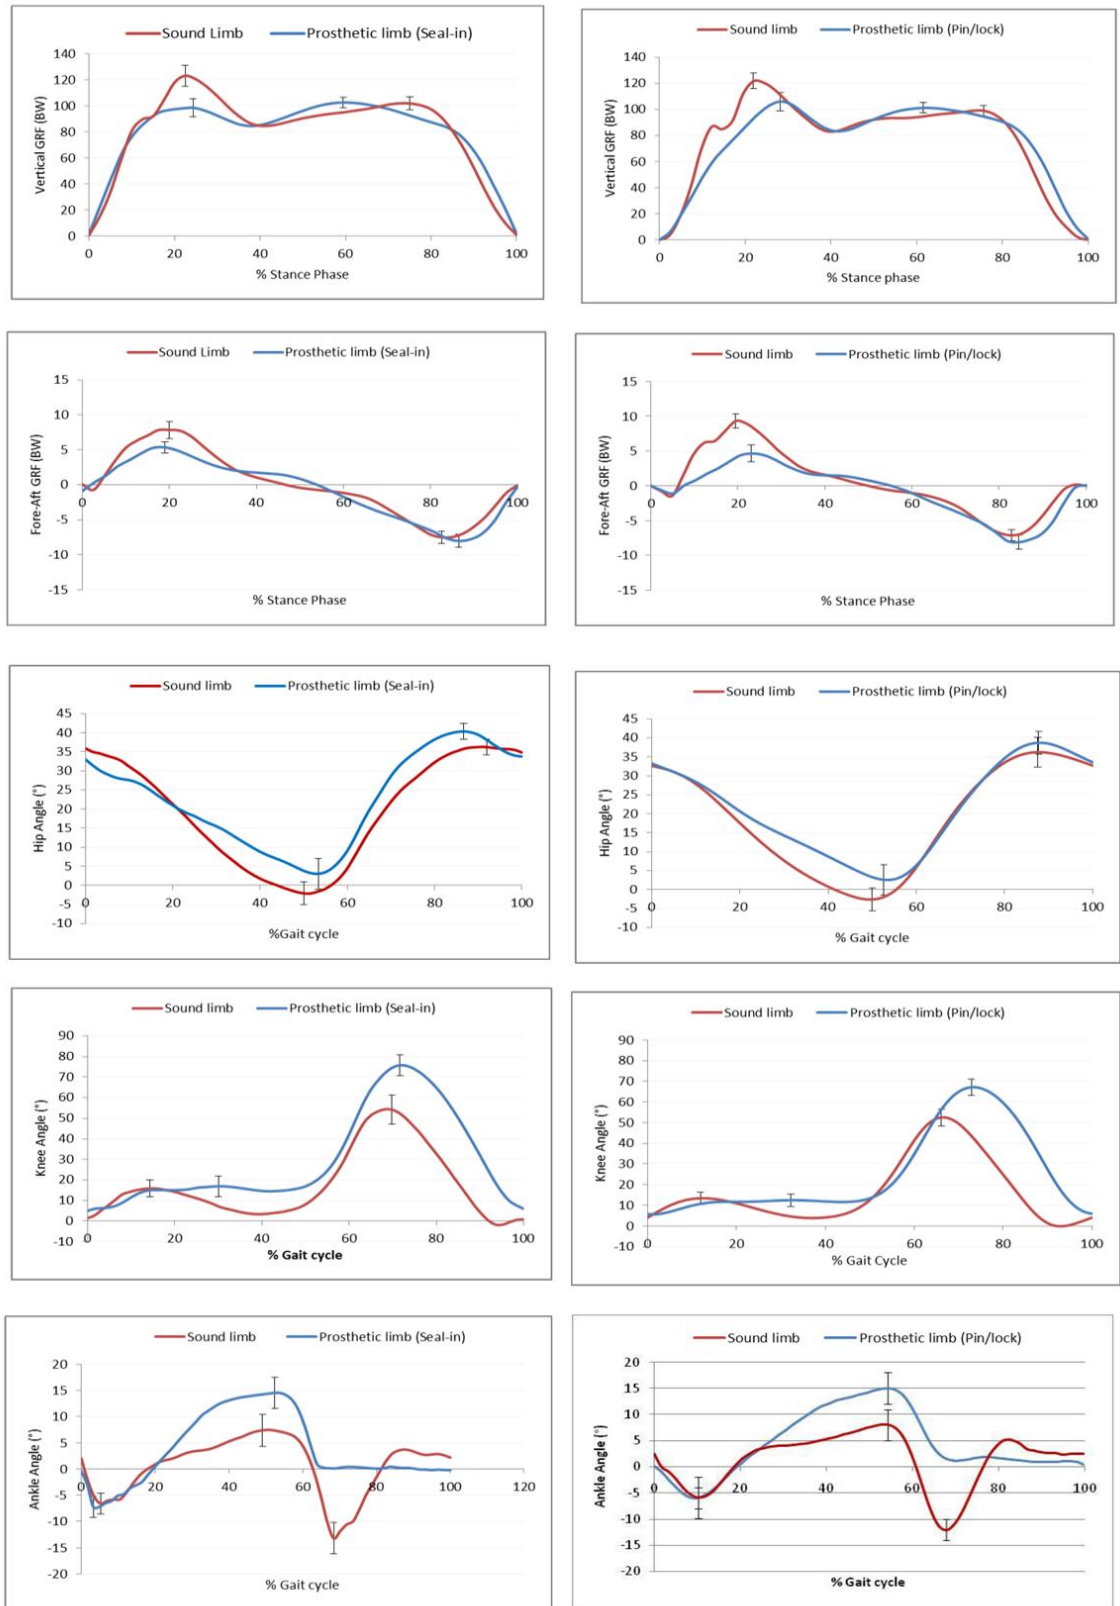 Sound Limb Prosthetic limb (Seal-in)
140
120
100
80
60
40
20
0
Vertical GRF (BW)
0 20 40 60 80 100
% Stance Phase
Sound limb Prosthetic limb (Pin/lock)
140
120
100
80
60
40
20
0
Vertical GRF (BW)
0 20 40 60 80 100
% Stance phase
Sound Limb Prosthetic limb (Seal-in)
15
10
5
0
-5
-10
-15
Fore-Aft GRF (BW)
0 20 40 60 80 100
% Stance Phase
Sound limb Prosthetic limb (Pin/lock)
15
10
5
0
-5
-10
-15
Fore-Aft GRF (BW)
0 20 40 60 80 100
% Stance Phase
Sound limb Prosthetic limb (Seal-in)
45
40
35
30
25
20
15
10
5
0
-5
-10
Hip Angle (°)
0 20 40 60 80 100
%Gait cycle
Sound limb Prosthetic limb (Pin/lock)
45
40
35
30
25
20
15
10
5
0
-5
-10
Hip Angle (°)
0 20 40 60 80 100
% Gait cycle
Sound limb Prosthetic limb (Seal-in)
90
80
70
60
50
40
30
20
10
0
-10
Knee Angle (°)
0 20 40 60 80 100
% Gait cycle
Sound limb Prosthetic limb (Pin/lock)
90
80
70
60
50
40
30
20
10
0
-10
Knee Angle (°)
0 20 40 60 80 100
% Gait Cycle
Sound limb Prosthetic limb (Seal-in)
20
15
10
5
0
-5
-10
-15
-20
Ankle Angle (°)
0 20 40 60 80 100 120
% Gait cycle
Sound limb Prosthetic limb (Pin/lock)
20
15
10
5
0
-5
-10
-15
-20
Ankle Angle (°)
0 20 40 60 80 100
% Gait cycle